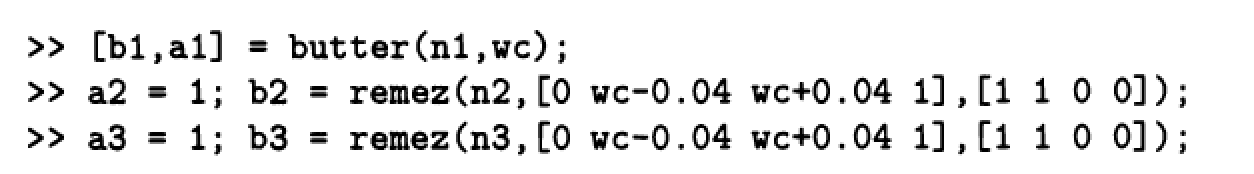 >> [b1,a1] = butter(n1,wc);
>> a2 = 1; b2 = remez(n2,[0 wc-0.04 wc+0.04 1],[1 1 0 0]);
>> a3 = 1; b3 = remez(n3,[0 wc-0.04 wc+0.04 1],[1 1 0 0]);